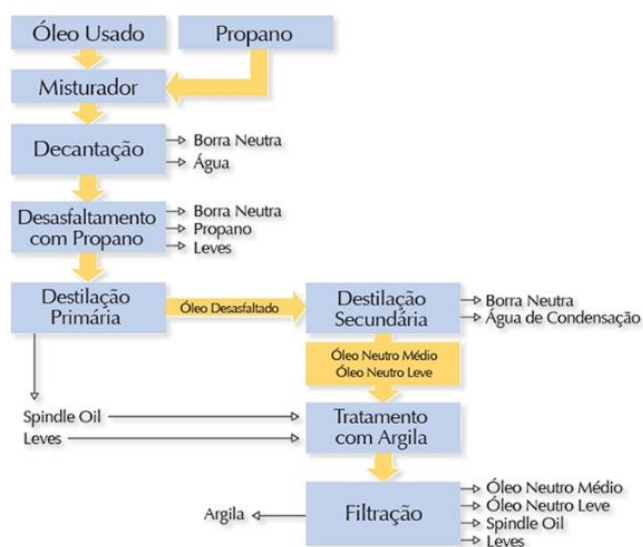 Óleo Usado
Propano
Misturador
Decantação
Borra Neutra
Água
Desasfaltamento
com Propano
Borra Neutra
Propano
Leves
Destilação
Primária
Óleo Desasfaltado
Destilação
Secundária
Borra Neutra
Água de Condensação
Óleo Neutro Médio
Óleo Neutro Leve
Spindle Oil
Leves
Tratamento
com Argila
Argila
Filtração
Óleo Neutro Médio
Óleo Neutro Leve
Spindle Oil
Leves